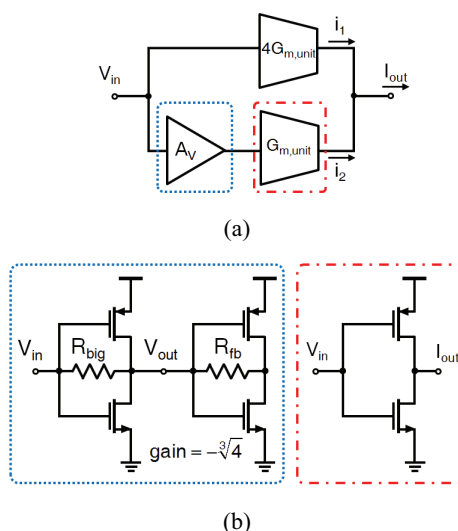 4Gm,unit
i1
Vin
Iout
AV
Gm,unit
i2
(a)
Vin
Rbig
Vout
Rfb
Vin
Iout
gain = −∛4
(b)